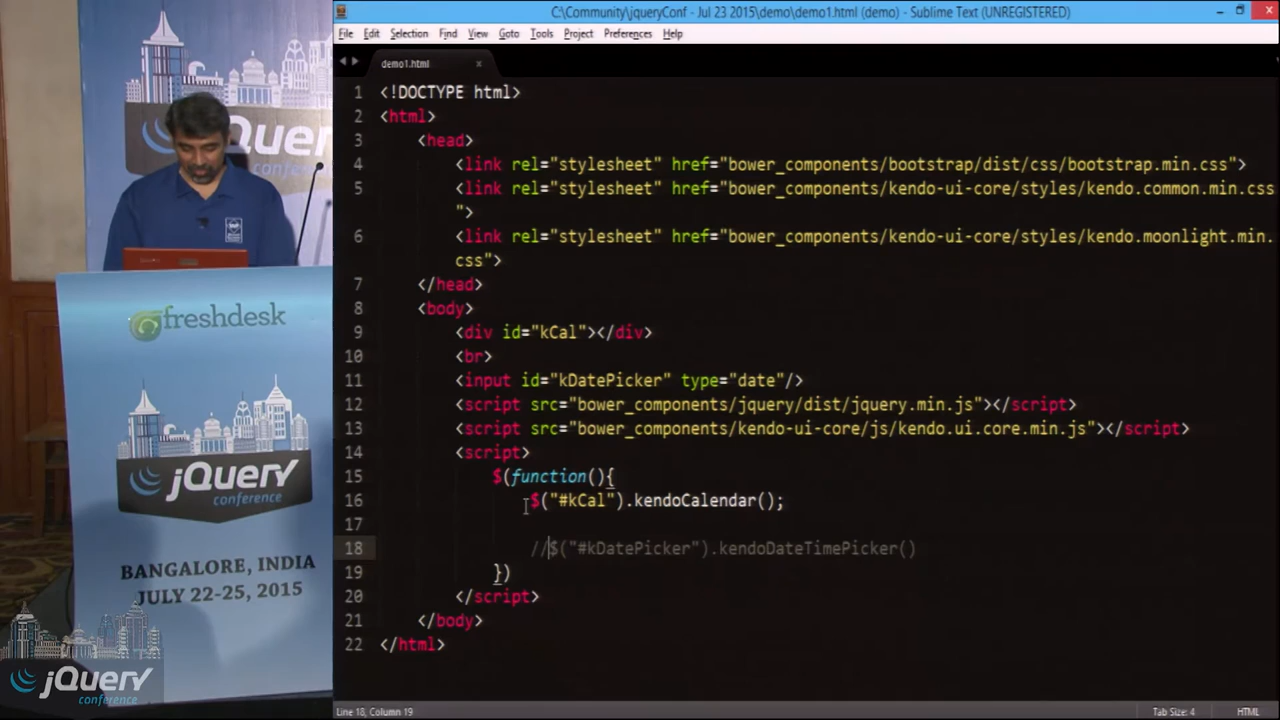 C:\Community\jqueryConf - Jul 23 2015\demo\demo1.html (demo) - Sublime Text (UNREGISTERED)
File Edit Selection Find View Goto Tools Project Preferences Help
demo1.html
1 <!DOCTYPE html>
2 <html>
3 <head>
4 <link rel="stylesheet" href="bower_components/bootstrap/dist/css/bootstrap.min.css">
5 <link rel="stylesheet" href="bower_components/kendo-ui-core/styles/kendo.common.min.css
">
6 <link rel="stylesheet" href="bower_components/kendo-ui-core/styles/kendo.moonlight.min.
css">
7 </head>
8 <body>
9 <div id="kCal"></div>
10 <br>
11 <input id="kDatePicker" type="date"/>
12 <script src="bower_components/jquery/dist/jquery.min.js"></script>
13 <script src="bower_components/kendo-ui-core/js/kendo.ui.core.min.js"></script>
14 <script>
15 $(function(){
16 $("#kCal").kendoCalendar();
17
18 //$("#kDatePicker").kendoDateTimePicker()
19 })
20 </script>
21 </body>
22 </html>
Line 18, Column 19
Tab Size: 4
HTML
freshdesk
jQuery
conference
BANGALORE, INDIA
JULY 22-25, 2015
jQuery
conference